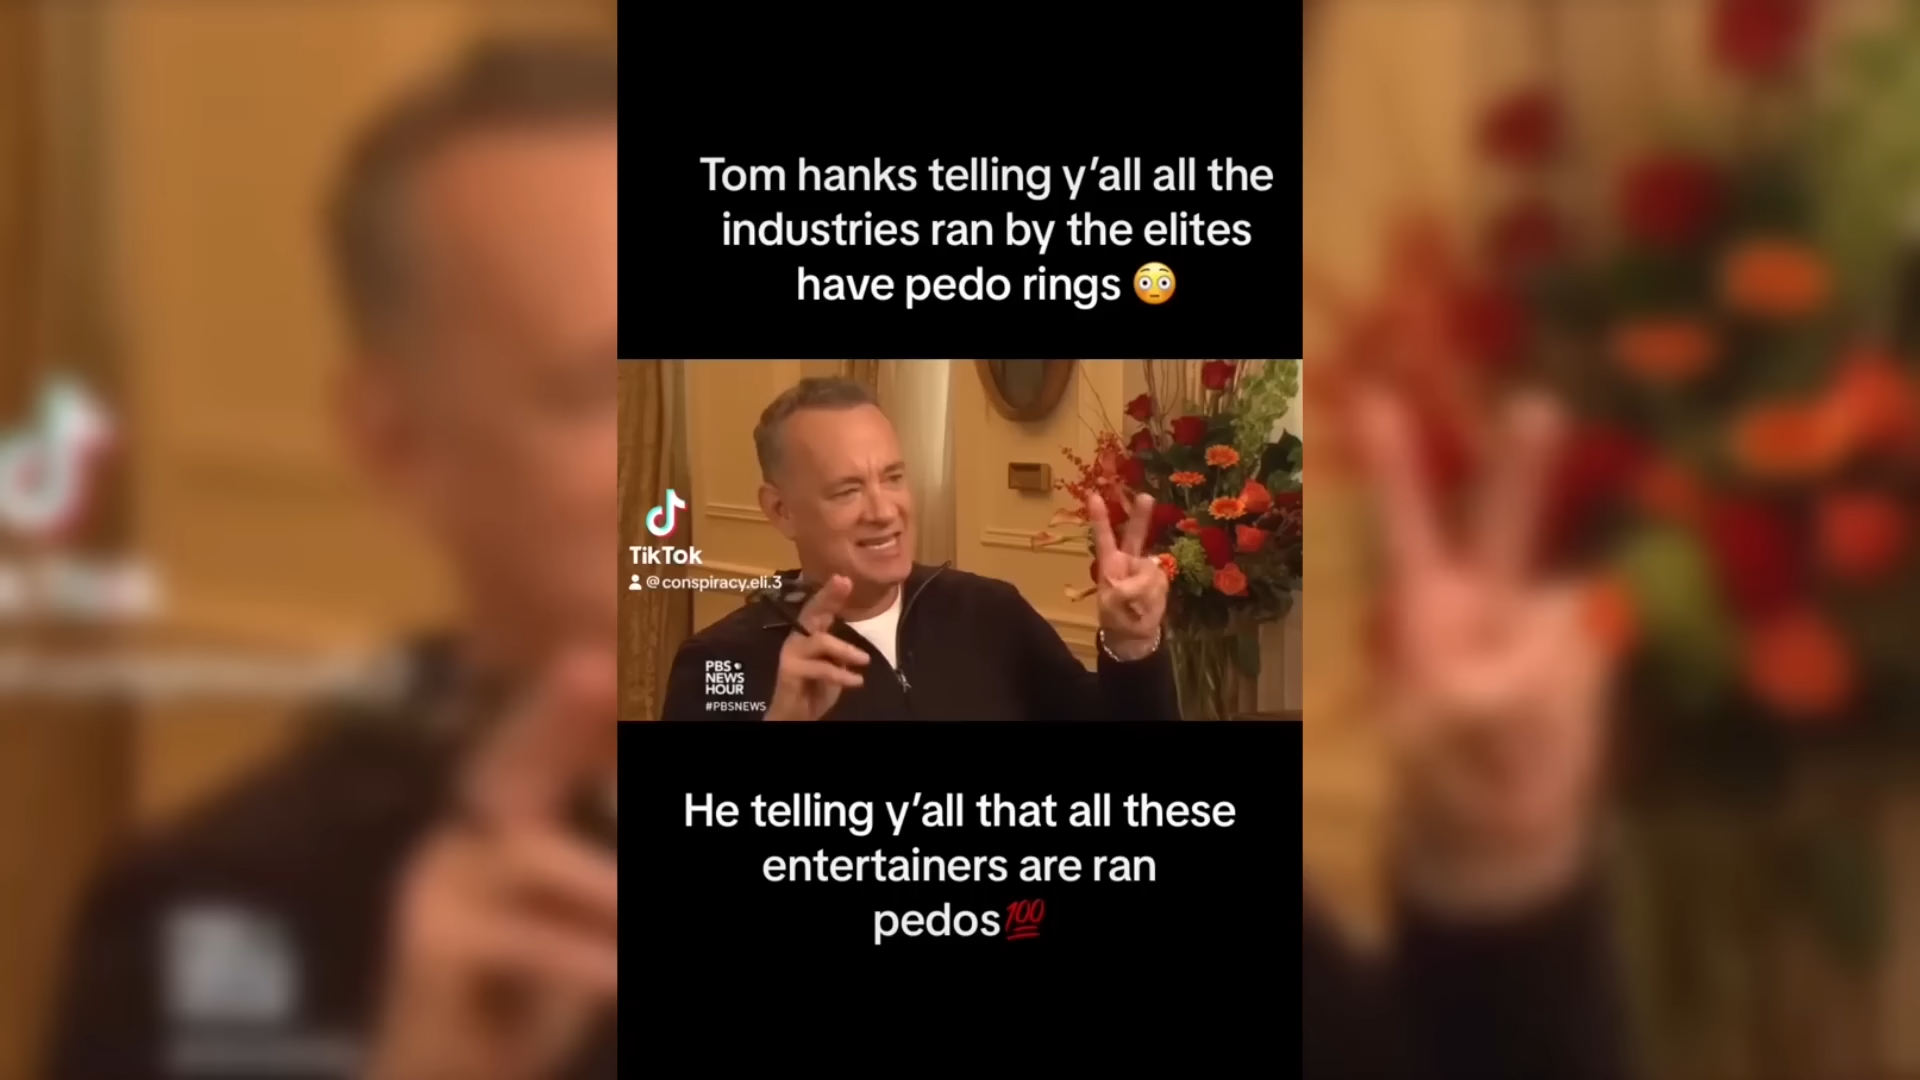 Tom hanks telling y’all all the
industries ran by the elites
have pedo rings 😳
TikTok
@conspiracy.eli.3
PBS
NEWS
HOUR
#PBSNEWS
He telling y’all that all these
entertainers are ran
pedos💯